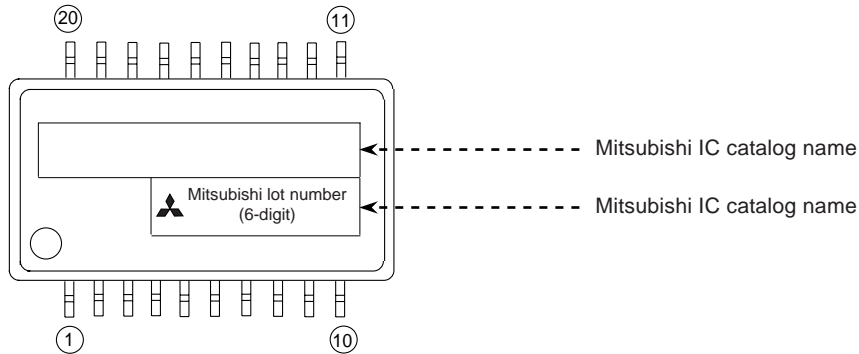 20 11
Mitsubishi IC catalog name
Mitsubishi lot number
(6-digit)
Mitsubishi IC catalog name
1 10